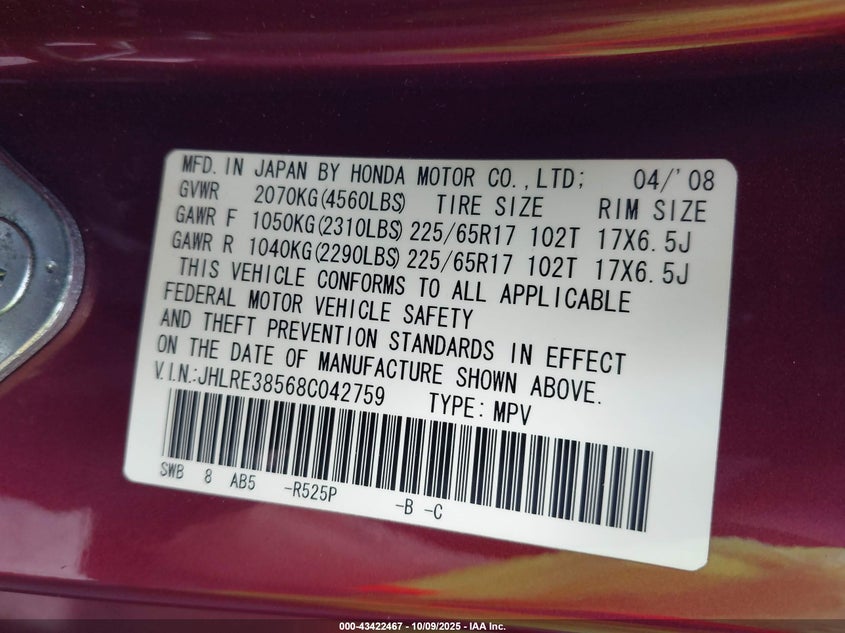 MFD. IN JAPAN BY HONDA MOTOR CO.,LTD; 04/'08
GVWR 2070KG(4560LBS) TIRE SIZE RIM SIZE
GAWR F 1050KG(2310LBS) 225/65R17 102T 17X6.5J
GAWR R 1040KG(2290LBS) 225/65R17 102T 17X6.5J
THIS VEHICLE CONFORMS TO ALL APPLICABLE
FEDERAL MOTOR VEHICLE SAFETY
AND THEFT PREVENTION STANDARDS IN EFFECT
ON THE DATE OF MANUFACTURE SHOWN ABOVE.
V.I.N.:JHLRE38568C042759 TYPE: MPV
SWB 8 AB5 -R525P -B -C
000-43422467 - 10/09/2025 - IAA Inc.